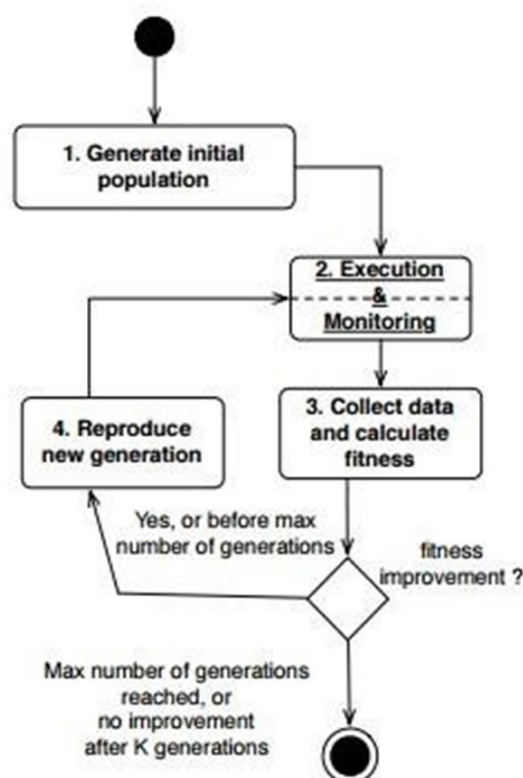 1. Generate initial
population
2. Execution
&
Monitoring
3. Collect data
and calculate
fitness
4. Reproduce
new generation
Yes, or before max
number of generations
fitness
improvement ?
Max number of generations
reached, or
no improvement
after K generations